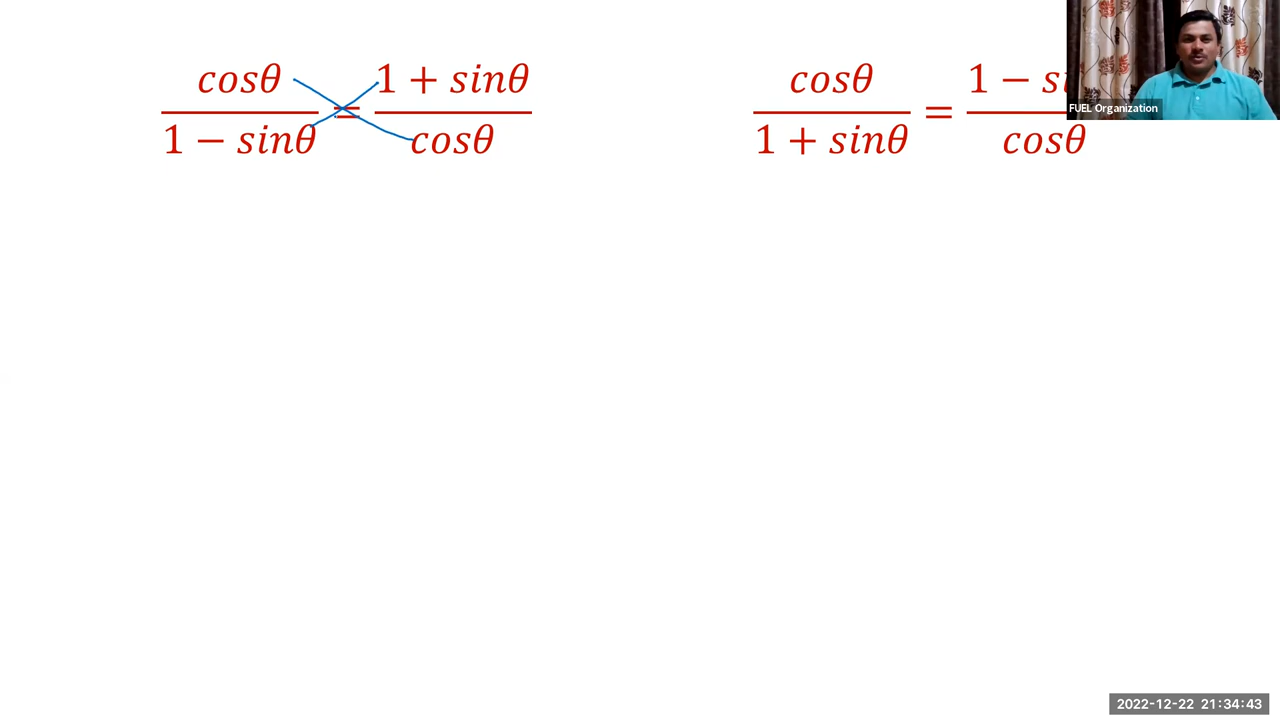 cosθ / 1 − sinθ = 1 + sinθ / cosθ
cosθ / 1 + sinθ = 1 − / cosθ
FUEL Organization
2022-12-22 21:34:43